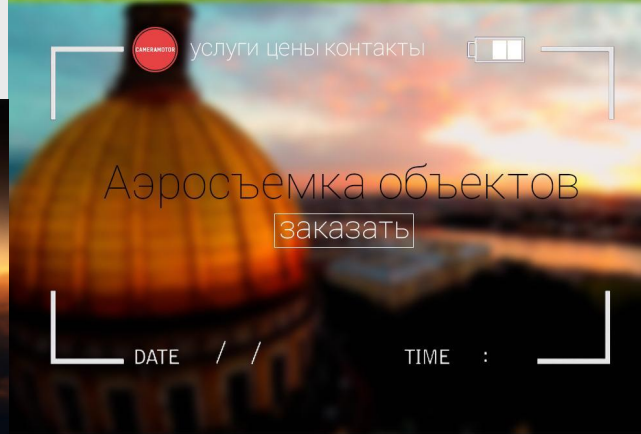 CAMERAMOTOR услуги цены контакты
Аэросъемка объектов
заказать
DATE / / TIME :